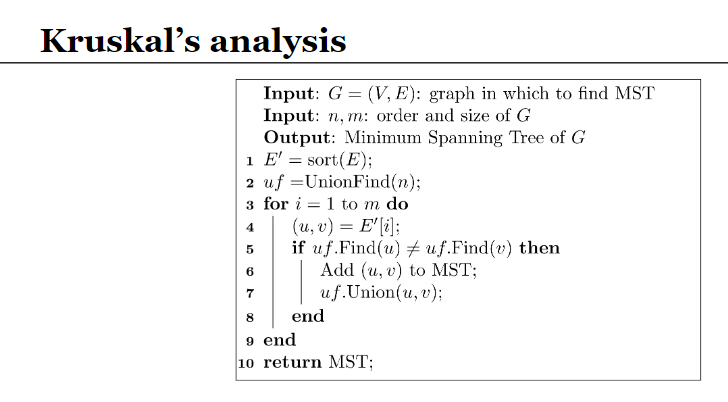 Kruskal's analysis
Input: G = (V, E): graph in which to find MST
Input: n, m: order and size of G
Output: Minimum Spanning Tree of G
1 E′ = sort(E);
2 uf =UnionFind(n);
3 for i = 1 to m do
4 (u, v) = E′[i];
5 if uf.Find(u) ≠ uf.Find(v) then
6 Add (u, v) to MST;
7 uf.Union(u, v);
8 end
9 end
10 return MST;